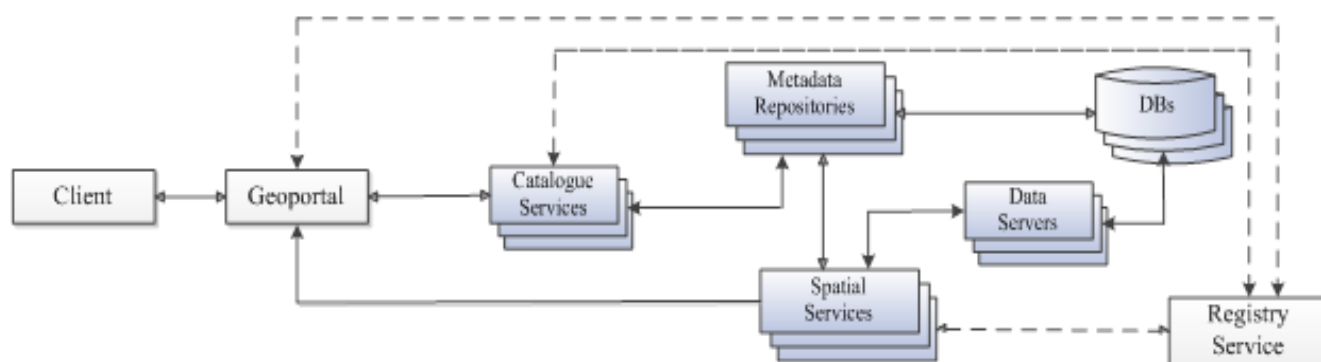 Metadata
Repositories
DBs
Client
Geoportal
Catalogue
Services
Data
Servers
Spatial
Services
Registry
Service